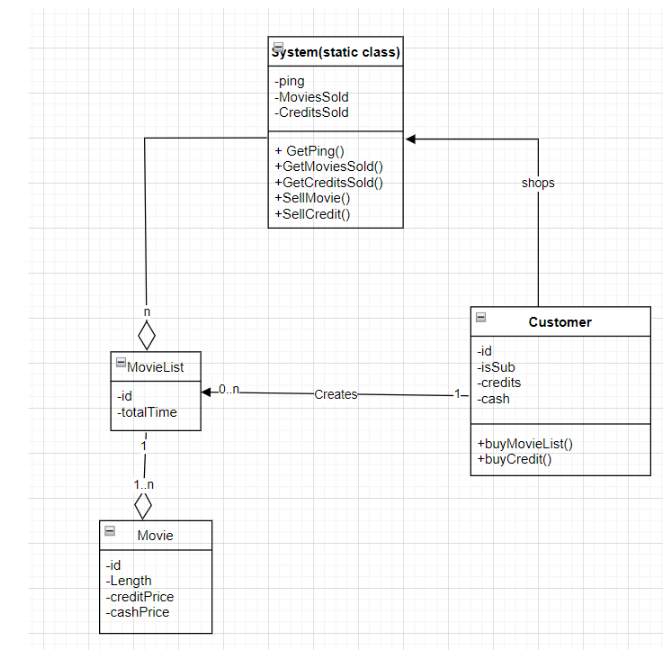 System(static class)
-ping
-MoviesSold
-CreditsSold
+ GetPing()
+GetMoviesSold()
+GetCreditsSold()
+SellMovie()
+SellCredit()
shops
n
Customer
-id
-isSub
-credits
-cash
+buyMovieList()
+buyCredit()
MovieList
-id
-totalTime
0..n
Creates
1
1
1..n
Movie
-id
-Length
-creditPrice
-cashPrice